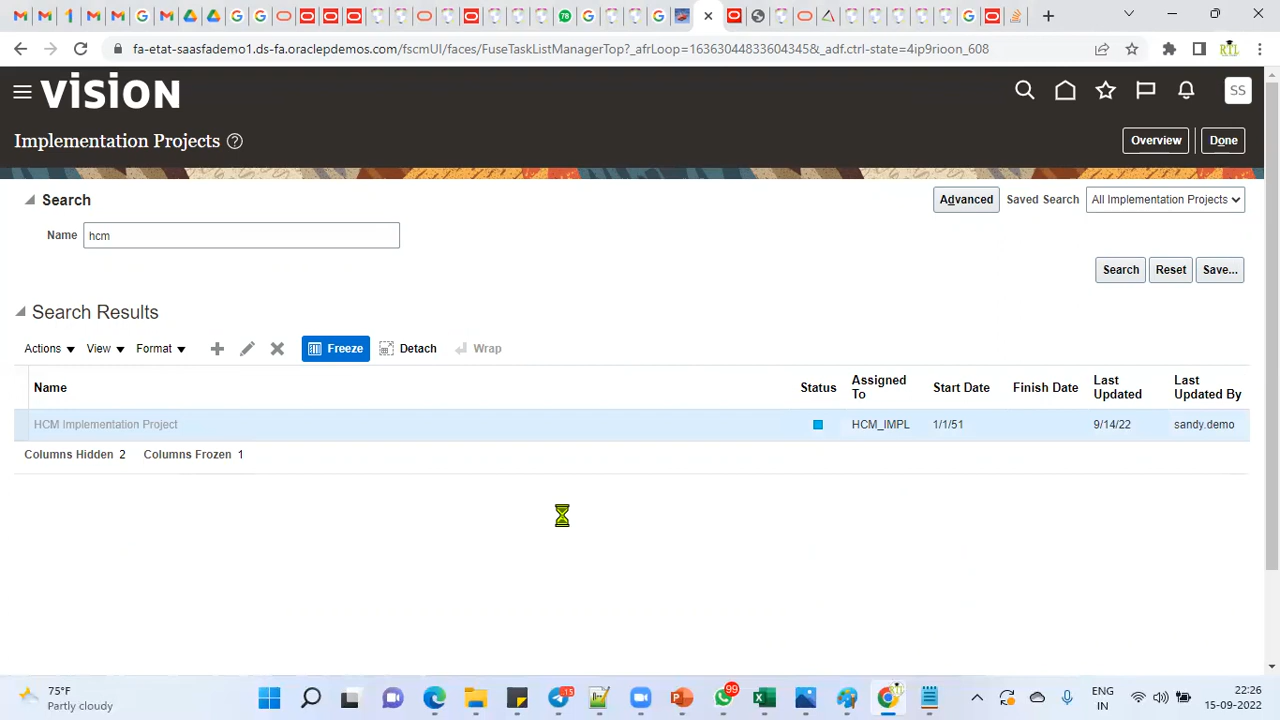 fa-etat-saasfademo1.ds-fa.oraclepdemos.com/fscmUI/faces/FuseTaskListManagerTop?_afrLoop=16363044833604345&_adf.ctrl-state=4ip9rioon_608
VISION
SS
Implementation Projects ?
Overview Done
Search
Advanced Saved Search All Implementation Projects
Name hcm
Search Reset Save...
Search Results
Actions View Format Freeze Detach Wrap
Name Status Assigned To Start Date Finish Date Last Updated Last Updated By
HCM Implementation Project HCM_IMPL 1/1/51 9/14/22 sandy.demo
Columns Hidden 2 Columns Frozen 1
75°F
Partly cloudy
15
99
ENG
IN
22:26
15-09-2022